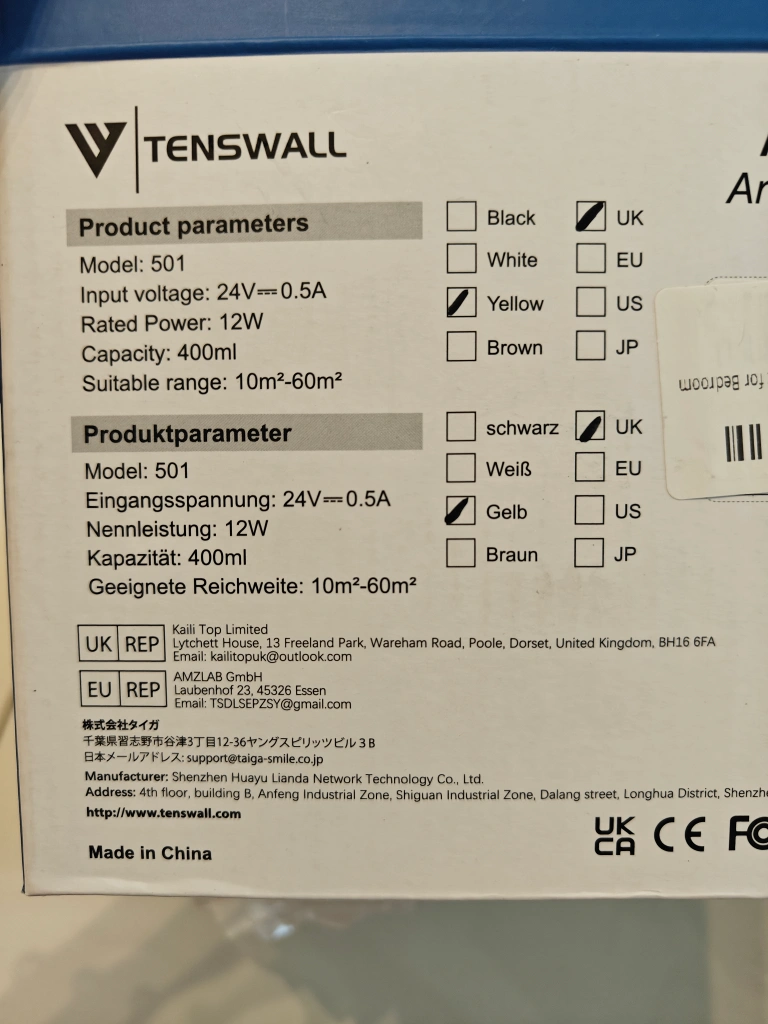 TENSWALL
Product parameters
Model: 501
Input voltage: 24V⎓0.5A
Rated Power: 12W
Capacity: 400ml
Suitable range: 10m²-60m²
Black
UK
White
EU
Yellow
US
Brown
JP
Produktparameter
Model: 501
Eingangsspannung: 24V⎓0.5A
Nennleistung: 12W
Kapazität: 400ml
Geeignete Reichweite: 10m²-60m²
schwarz
UK
Weiß
EU
Gelb
US
Braun
JP
for Bedroom
UK REP
Kaili Top Limited
Lytchett House, 13 Freeland Park, Wareham Road, Poole, Dorset, United Kingdom, BH16 6FA
Email: kailitopuk@outlook.com
EU REP
AMZLAB GmbH
Laubenhof 23, 45326 Essen
Email: TSDLSEPZSY@gmail.com
株式会社タイガ
千葉県習志野市谷津3丁目12-36ヤングスピリッツビル3B
日本メールアドレス: support@taiga-smile.co.jp
Manufacturer: Shenzhen Huayu Lianda Network Technology Co., Ltd.
Address: 4th floor, building B, Anfeng Industrial Zone, Shiguan Industrial Zone, Dalang street, Longhua District, Shenzhe
http://www.tenswall.com
Made in China
UK
CA
CE